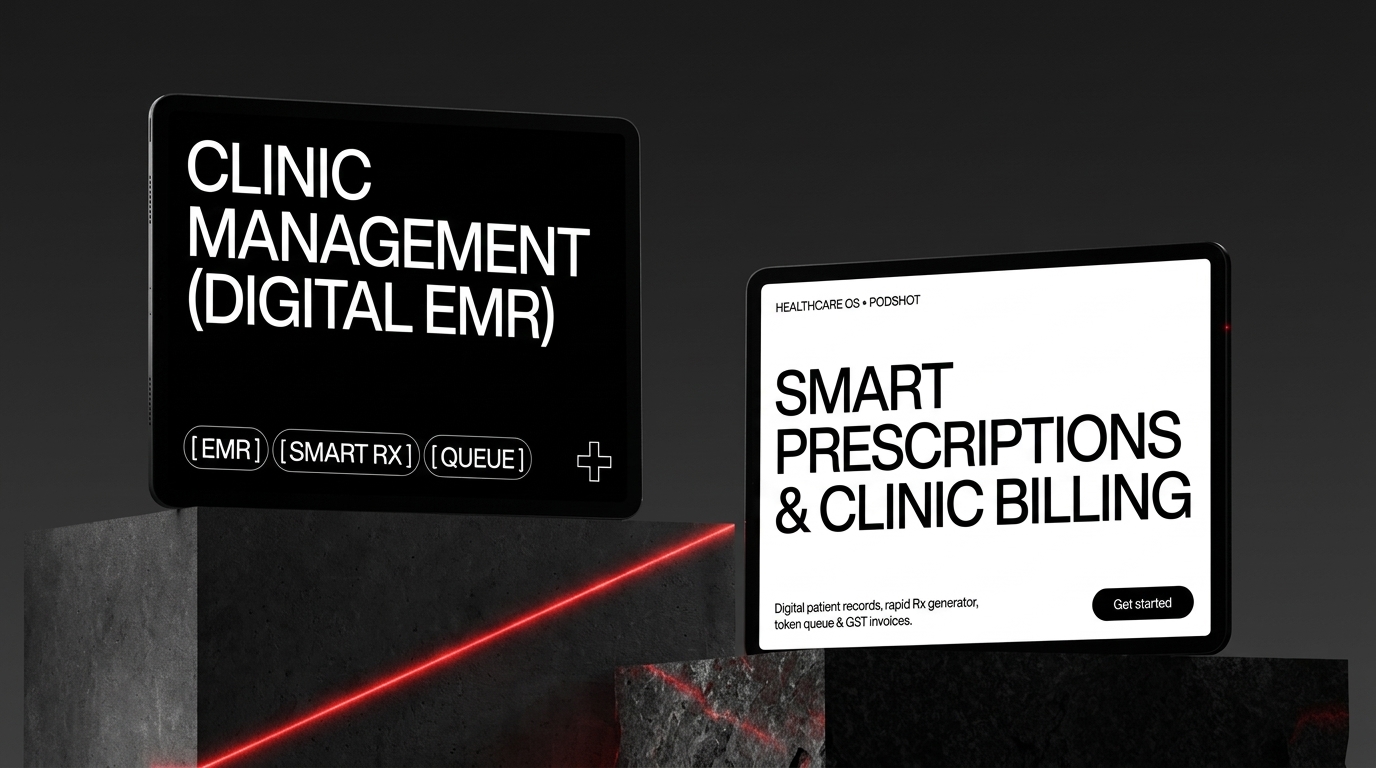 CLINIC
MANAGEMENT
(DIGITAL EMR)
[ EMR ] [ SMART RX ] [ QUEUE ]
HEALTHCARE OS • PODSHOT
SMART
PRESCRIPTIONS
& CLINIC BILLING
Digital patient records, rapid Rx generator,
token queue & GST invoices.
Get started